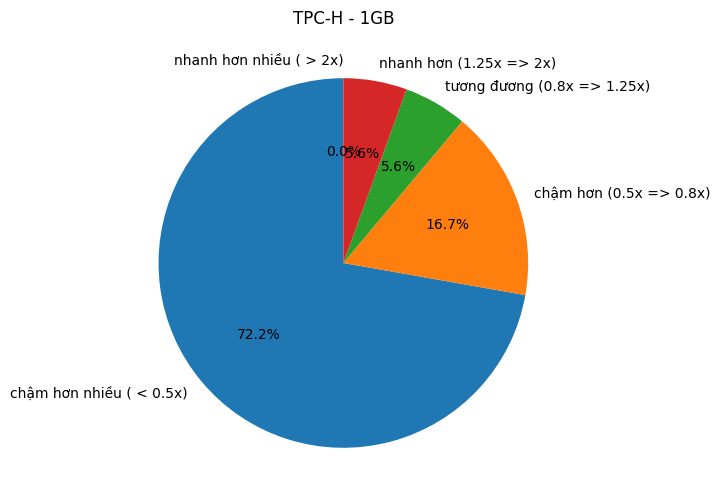 TPC-H - 1GB
nhanh hơn nhiều ( > 2x)
nhanh hơn (1.25x => 2x)
tương đương (0.8x => 1.25x)
0.0%
5.6%
5.6%
chậm hơn (0.5x => 0.8x)
16.7%
72.2%
chậm hơn nhiều ( < 0.5x)